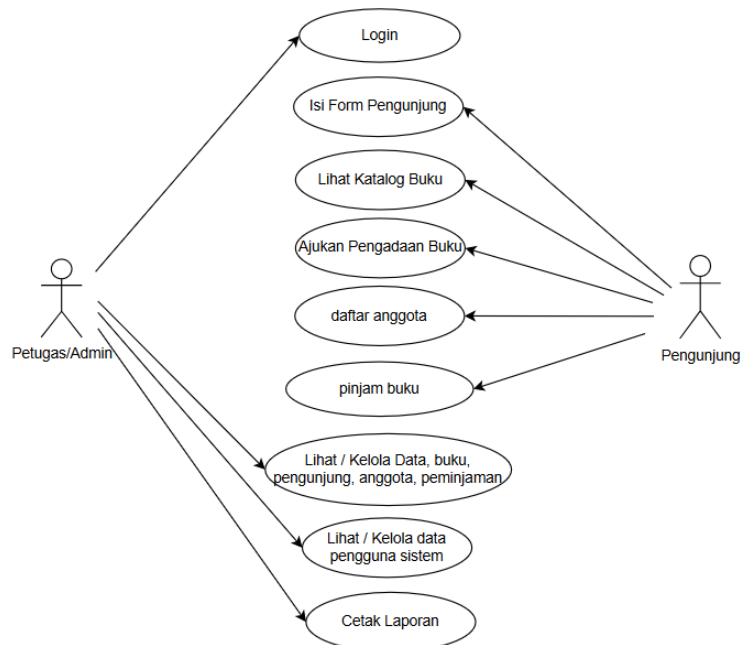 Login
Isi Form Pengunjung
Lihat Katalog Buku
Ajukan Pengadaan Buku
daftar anggota
Petugas/Admin
Pengunjung
pinjam buku
Lihat / Kelola Data, buku,
pengunjung, anggota, peminjaman
Lihat / Kelola data
pengguna sistem
Cetak Laporan